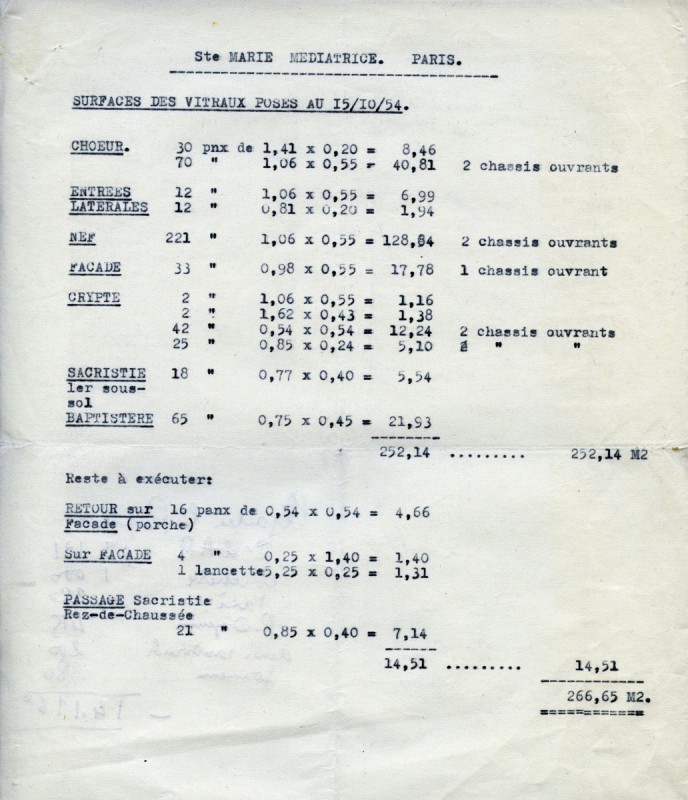 Ste MARIE MEDIATRICE. PARIS.
SURFACES DES VITRAUX POSES AU I5/IO/54.
CHOEUR. 30 pnx de 1,41 x 0,20 = 8,46
70 " 1,06 x 0,55 = 40,81 2 chassis ouvrants
ENTREES 12 " 1,06 x 0,55 = 6,99
LATERALES 12 " 0,81 x 0,20 = 1,94
NEF 221 " 1,06 x 0,55 = 128,84 2 chassis ouvrants
FACADE 33 " 0,98 x 0,55 = 17,78 1 chassis ouvrant
CRYPTE 2 " 1,06 x 0,55 = 1,16
2 " 1,62 x 0,43 = 1,38
42 " 0,54 x 0,54 = 12,24 2 chassis ouvrants
25 " 0,85 x 0,24 = 5,10 2 " "
SACRISTIE 18 " 0,77 x 0,40 = 5,54
1er sous-
sol
BAPTISTERE 65 " 0,75 x 0,45 = 21,93
252,14 ......... 252,14 M2
Reste à exécuter:
RETOUR sur 16 panx de 0,54 x 0,54 = 4,66
Facade (porche)
Sur FACADE 4 " 0,25 x 1,40 = 1,40
1 lancette 5,25 x 0,25 = 1,31
PASSAGE Sacristie
Rez-de-Chaussée
21 " 0,85 x 0,40 = 7,14
14,51 ......... 14,51
266,65 M2.